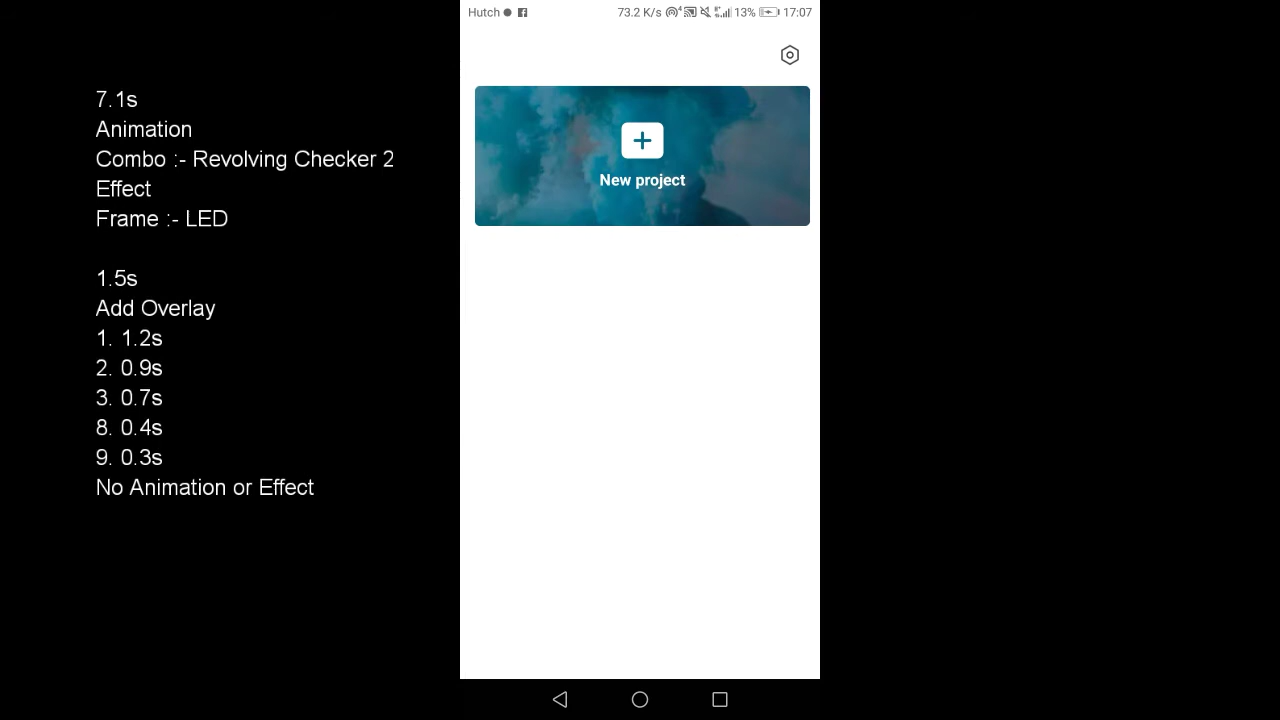 7.1s
Animation
Combo :- Revolving Checker 2
Effect
Frame :- LED
1.5s
Add Overlay
1. 1.2s
2. 0.9s
3. 0.7s
8. 0.4s
9. 0.3s
No Animation or Effect
Hutch 73.2 K/s 13% 17:07
New project